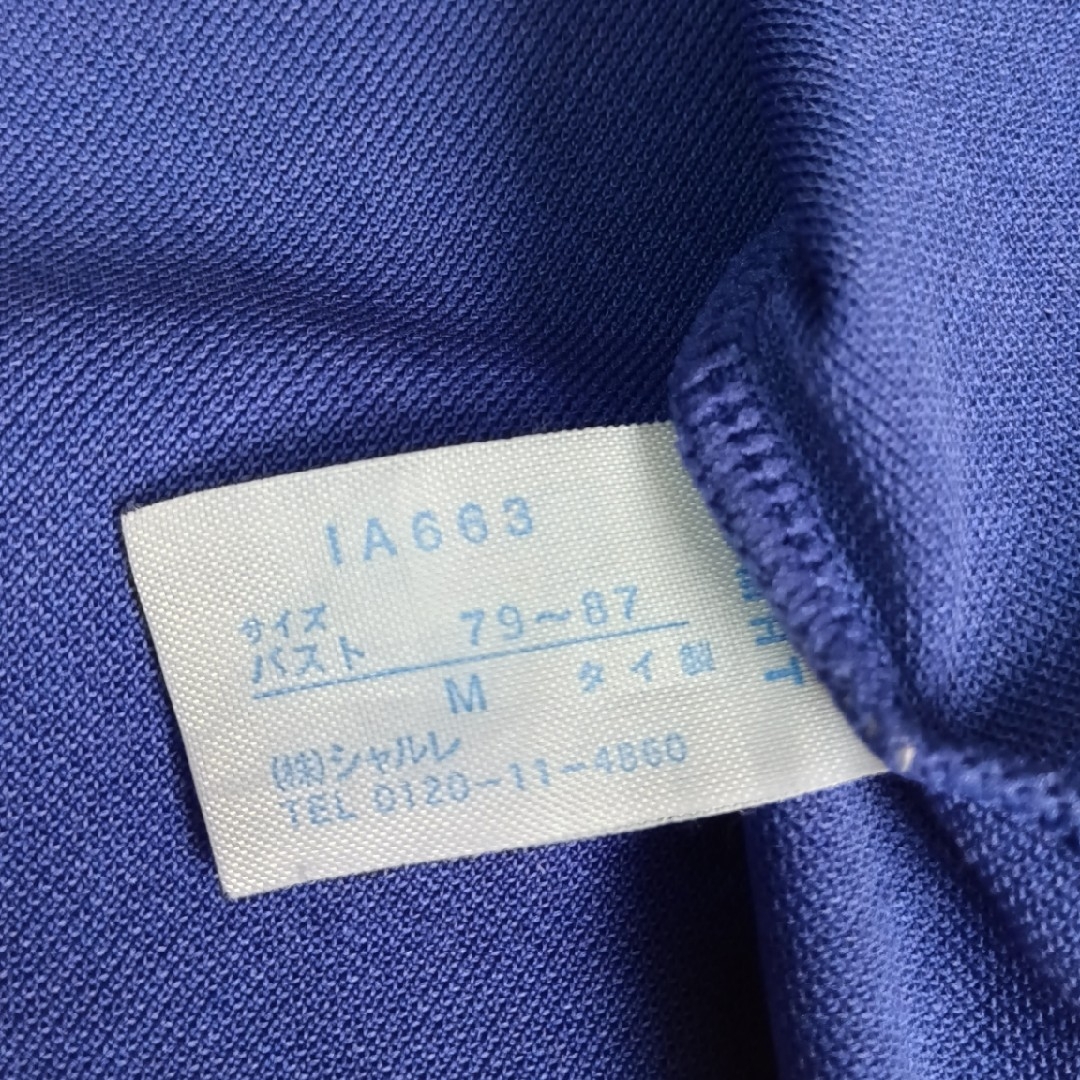 IA663
サイズ
バスト 79~87
M タイ製
(株)シャルレ
TEL 0120-11-4860
TH